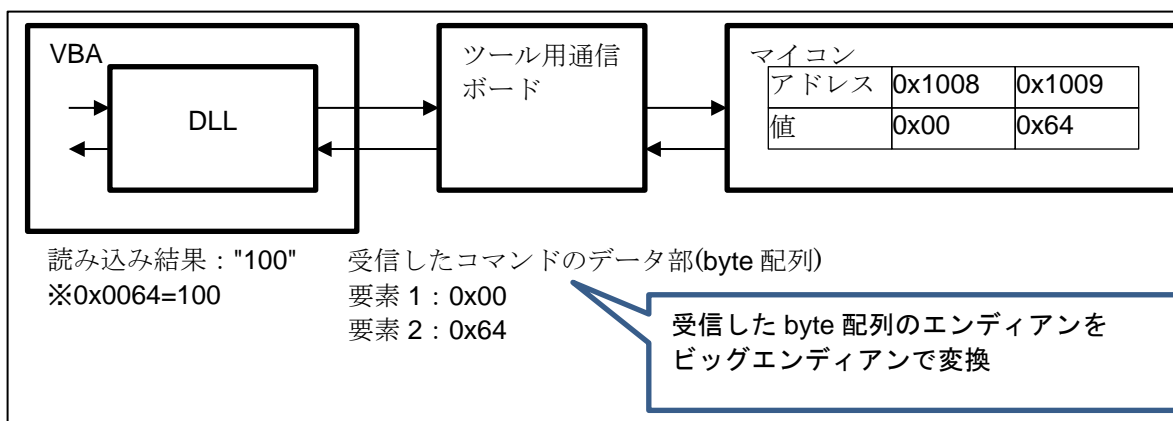 VBA
DLL
ツール用通信
ボード
マイコン
アドレス 0x1008 0x1009
値 0x00 0x64
読み込み結果："100"
※0x0064=100
受信したコマンドのデータ部(byte 配列)
要素 1：0x00
要素 2：0x64
受信した byte 配列のエンディアンを
ビッグエンディアンで変換